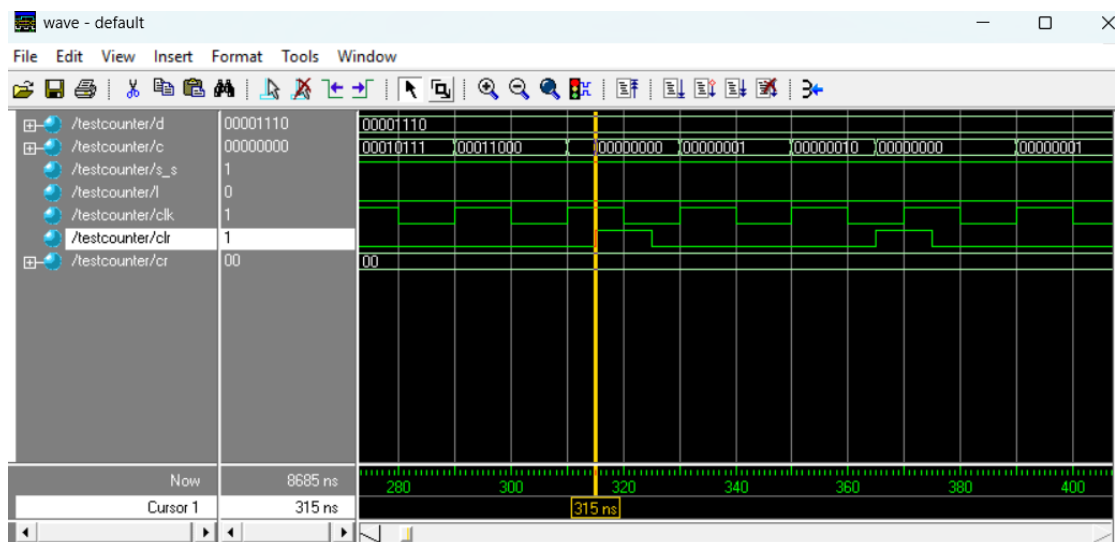 wave - default
File Edit View Insert Format Tools Window
/testcounter/d 00001110 00001110
/testcounter/c 00000000 00010111 00011000 00000000 00000001 00000010 00000000 00000001
/testcounter/s_s 1
/testcounter/l 0
/testcounter/clk 1
/testcounter/clr 1
/testcounter/cr 00 00
Now 8685 ns 280 300 320 340 360 380 400
Cursor 1 315 ns 315 ns